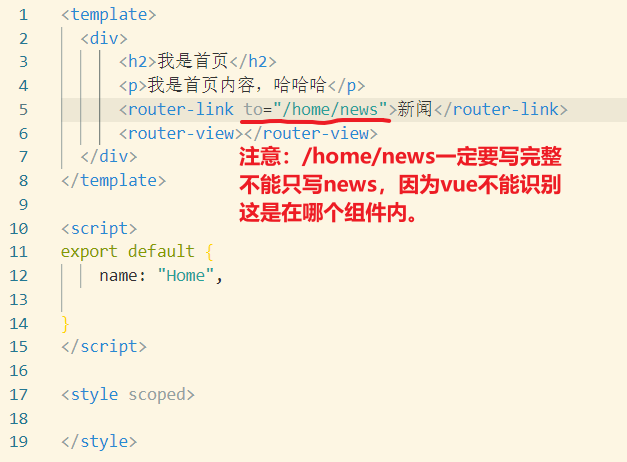 1 <template>
2 <div>
3 <h2>我是首页</h2>
4 <p>我是首页内容，哈哈哈</p>
5 <router-link to="/home/news">新闻</router-link>
6 <router-view></router-view>
7 </div>
8 </template>
9
10 <script>
11 export default {
12 name: "Home",
13
14 }
15 </script>
16
17 <style scoped>
18
19 </style>
注意：/home/news一定要写完整
不能只写news，因为vue不能识别
这是在哪个组件内。